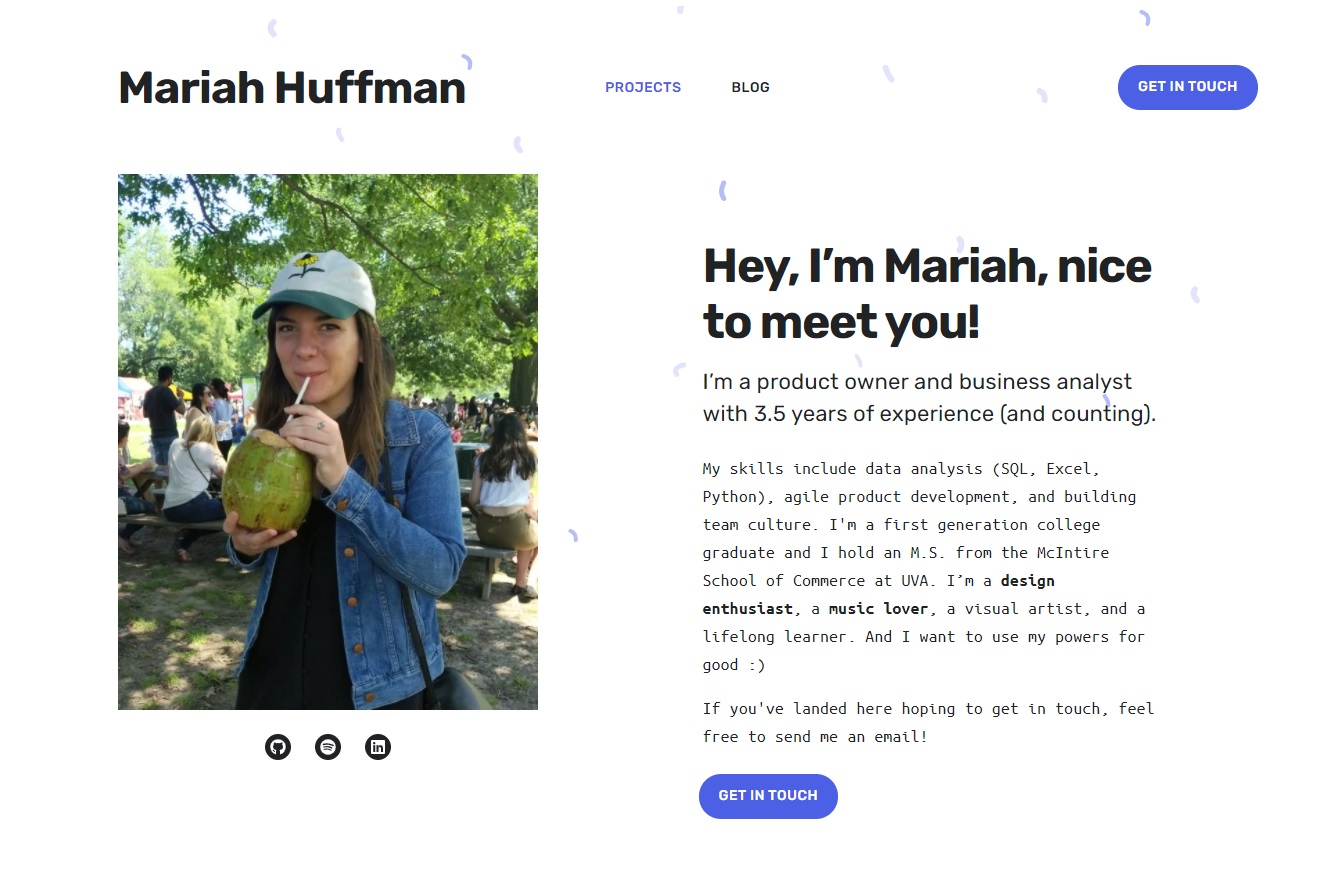 Mariah Huffman
PROJECTS
BLOG
GET IN TOUCH
Hey, I’m Mariah, nice
to meet you!
I’m a product owner and business analyst
with 3.5 years of experience (and counting).
My skills include data analysis (SQL, Excel,
Python), agile product development, and building
team culture. I'm a first generation college
graduate and I hold an M.S. from the McIntire
School of Commerce at UVA. I’m a design
enthusiast, a music lover, a visual artist, and a
lifelong learner. And I want to use my powers for
good :)
If you've landed here hoping to get in touch, feel
free to send me an email!
in
GET IN TOUCH